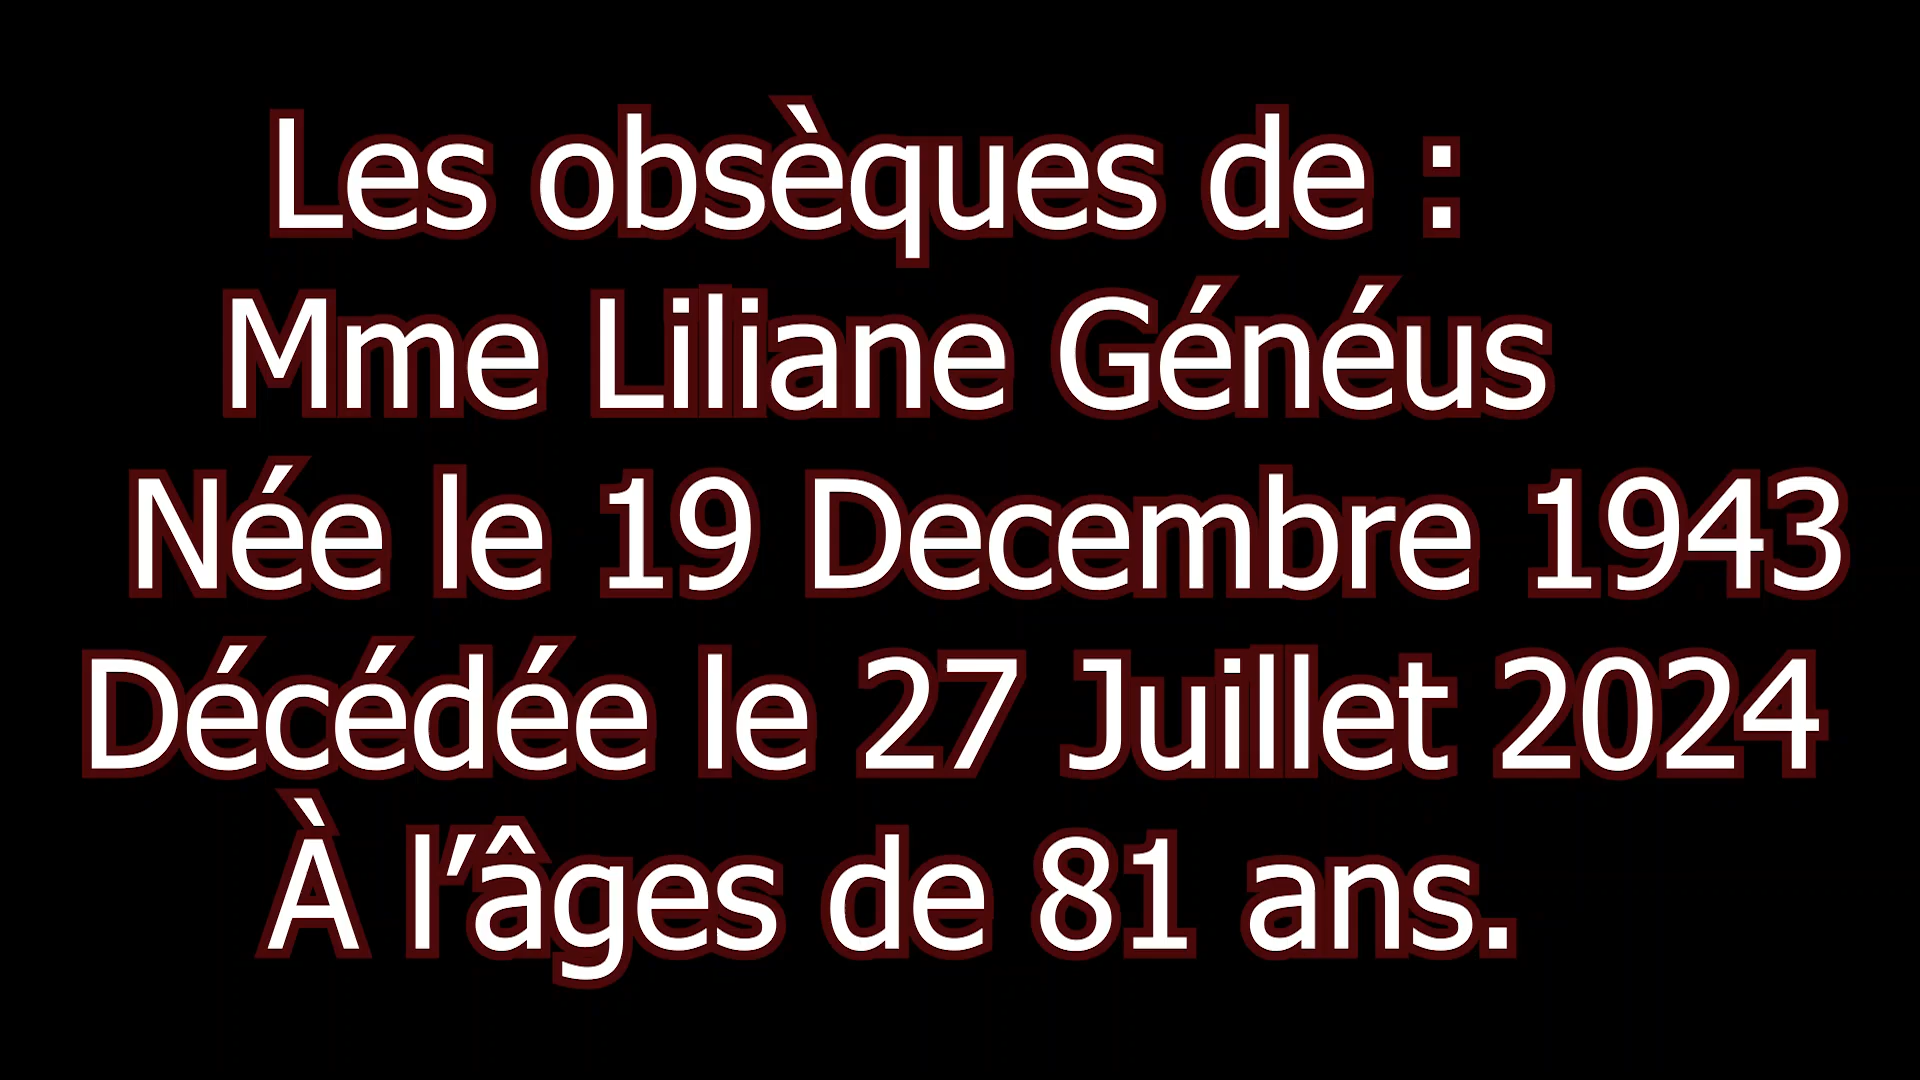 Les obsèques de :
Mme Liliane Généus
Née le 19 Decembre 1943
Décédée le 27 Juillet 2024
À l’âges de 81 ans.